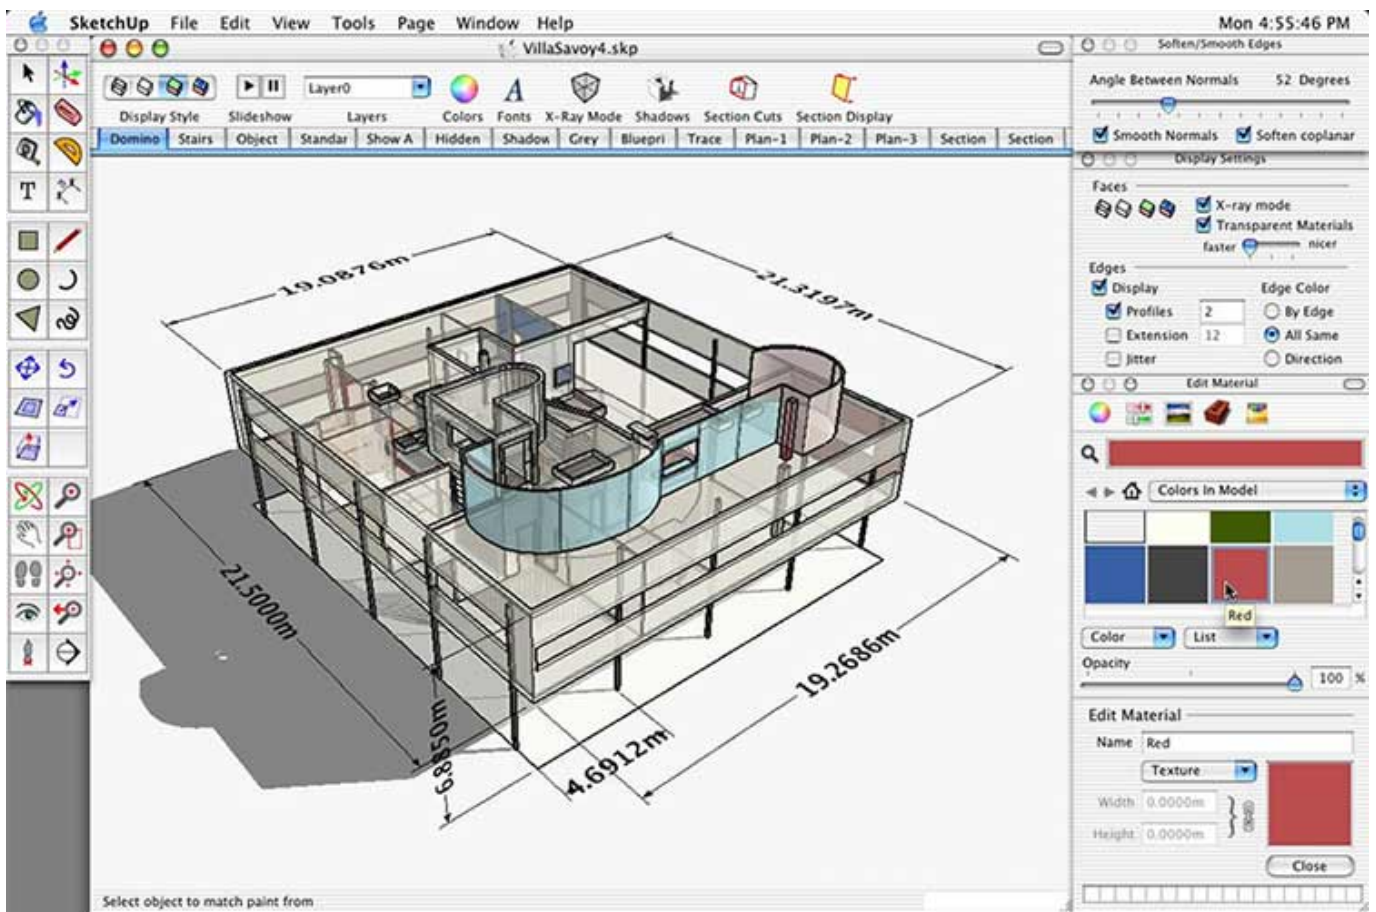 SketchUp File Edit View Tools Page Window Help Mon 4:55:46 PM
VillaSavoy4.skp
Layer0
Display Style Slideshow Layers Colors Fonts X-Ray Mode Shadows Section Cuts Section Display
Domino Stairs Object Standar Show A Hidden Shadow Grey Bluepri Trace Plan-1 Plan-2 Plan-3 Section Section
T
19.0876m
21.3197m
21.5000m
19.2686m
6.8850m
4.6912m
Select object to match paint from
Soften/Smooth Edges
Angle Between Normals 52 Degrees
Smooth Normals Soften coplanar
Display Settings
Faces
X-ray mode
Transparent Materials
faster nicer
Edges
Display Edge Color
Profiles 2 By Edge
Extension 12 All Same
Jitter Direction
Edit Material
Colors In Model
Red
Color List
Opacity
100 %
Edit Material
Name Red
Texture
Width 0.0000m
Height 0.0000m
Close